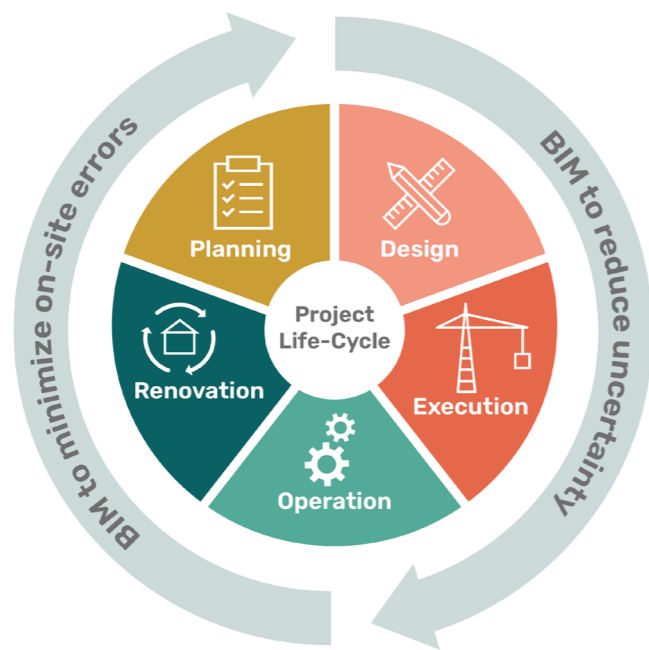 BIM to minimize on-site errors
BIM to reduce uncertainty
Planning
Design
Project
Life-Cycle
Renovation
Execution
Operation